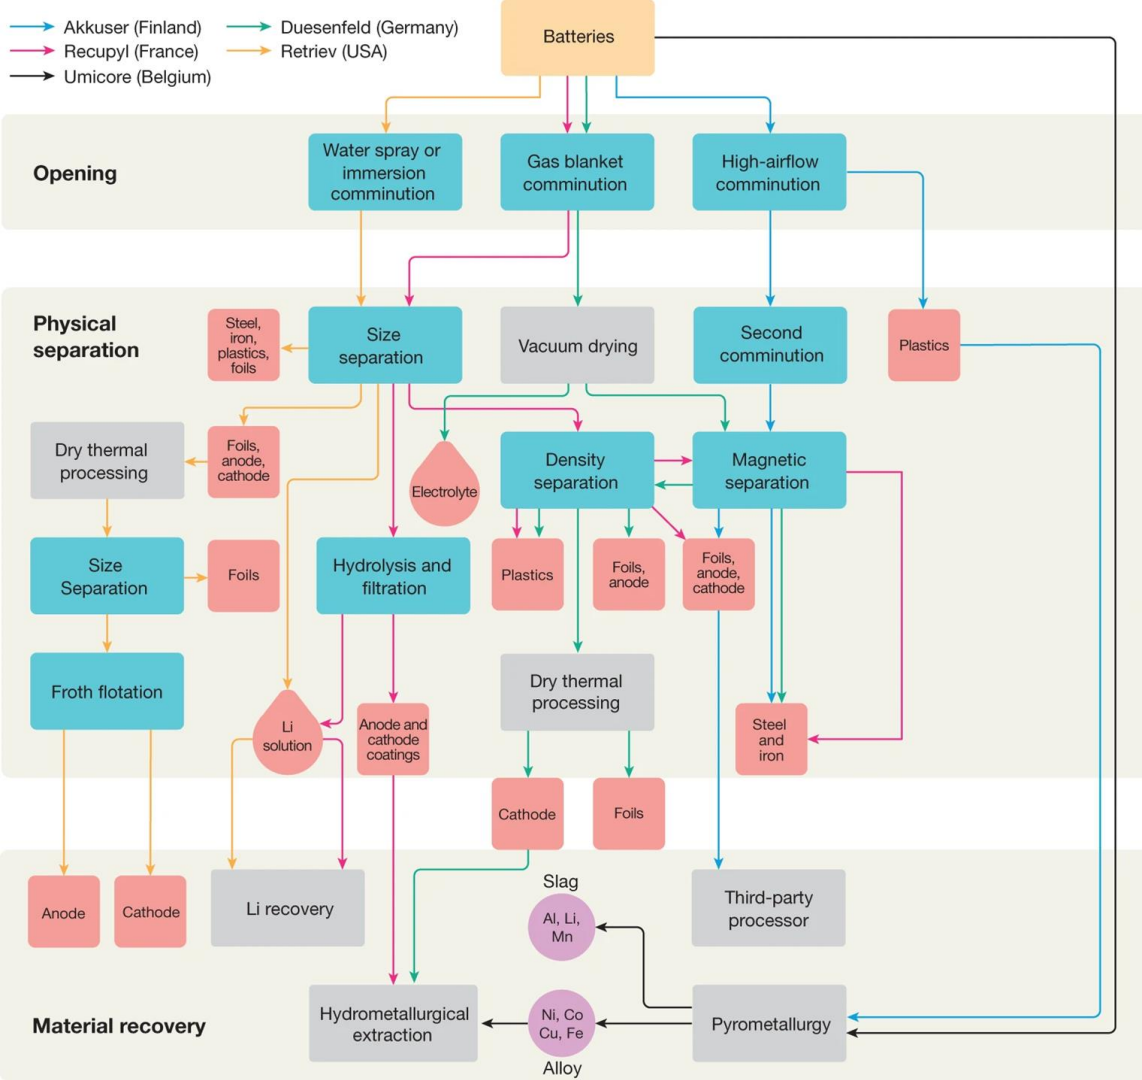 Akkuser (Finland)
Duesenfeld (Germany)
Recupyl (France)
Retriev (USA)
Umicore (Belgium)
Batteries
Opening
Water spray or
immersion
comminution
Gas blanket
comminution
High-airflow
comminution
Physical
separation
Steel,
iron,
plastics,
foils
Size
separation
Vacuum drying
Second
comminution
Plastics
Dry thermal
processing
Foils,
anode,
cathode
Electrolyte
Density
separation
Magnetic
separation
Size
Separation
Foils
Hydrolysis and
filtration
Plastics
Foils,
anode
Foils,
anode,
cathode
Froth flotation
Li
solution
Anode and
cathode
coatings
Dry thermal
processing
Steel
and
iron
Cathode
Foils
Anode
Cathode
Li recovery
Slag
Al, Li,
Mn
Third-party
processor
Material recovery
Hydrometallurgical
extraction
Ni, Co
Cu, Fe
Alloy
Pyrometallurgy